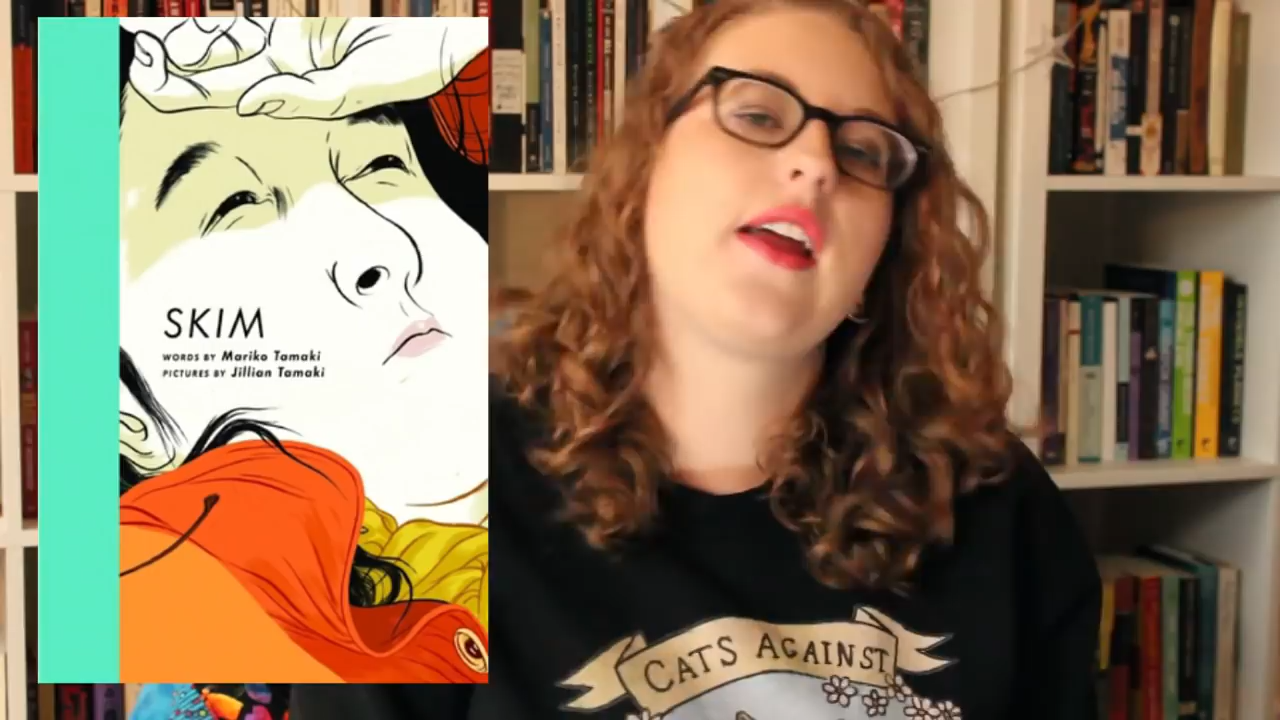 SKIM
WORDS BY Mariko Tamaki
PICTURES BY Jillian Tamaki
CATS AGAINST